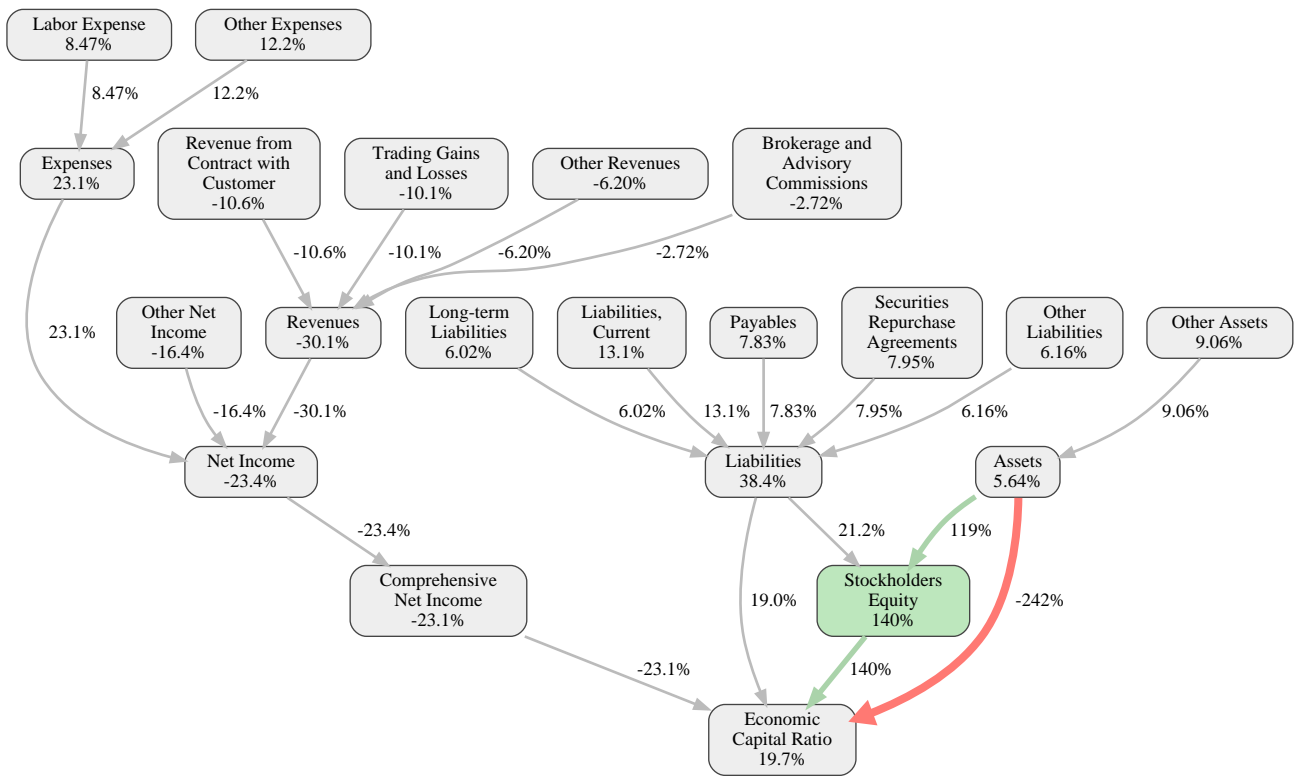 Labor Expense
8.47%
Other Expenses
12.2%
8.47%
12.2%
Expenses
23.1%
Revenue from
Contract with
Customer
-10.6%
Trading Gains
and Losses
-10.1%
Other Revenues
-6.20%
Brokerage and
Advisory
Commissions
-2.72%
-10.6%
-10.1%
-6.20%
-2.72%
23.1%
Other Net
Income
-16.4%
Revenues
-30.1%
Long-term
Liabilities
6.02%
Liabilities,
Current
13.1%
Payables
7.83%
Securities
Repurchase
Agreements
7.95%
Other
Liabilities
6.16%
Other Assets
9.06%
-16.4%
-30.1%
6.02%
13.1%
7.83%
7.95%
6.16%
9.06%
Net Income
-23.4%
Liabilities
38.4%
Assets
5.64%
-23.4%
21.2%
119%
Comprehensive
Net Income
-23.1%
19.0%
Stockholders
Equity
140%
-242%
-23.1%
140%
Economic
Capital Ratio
19.7%